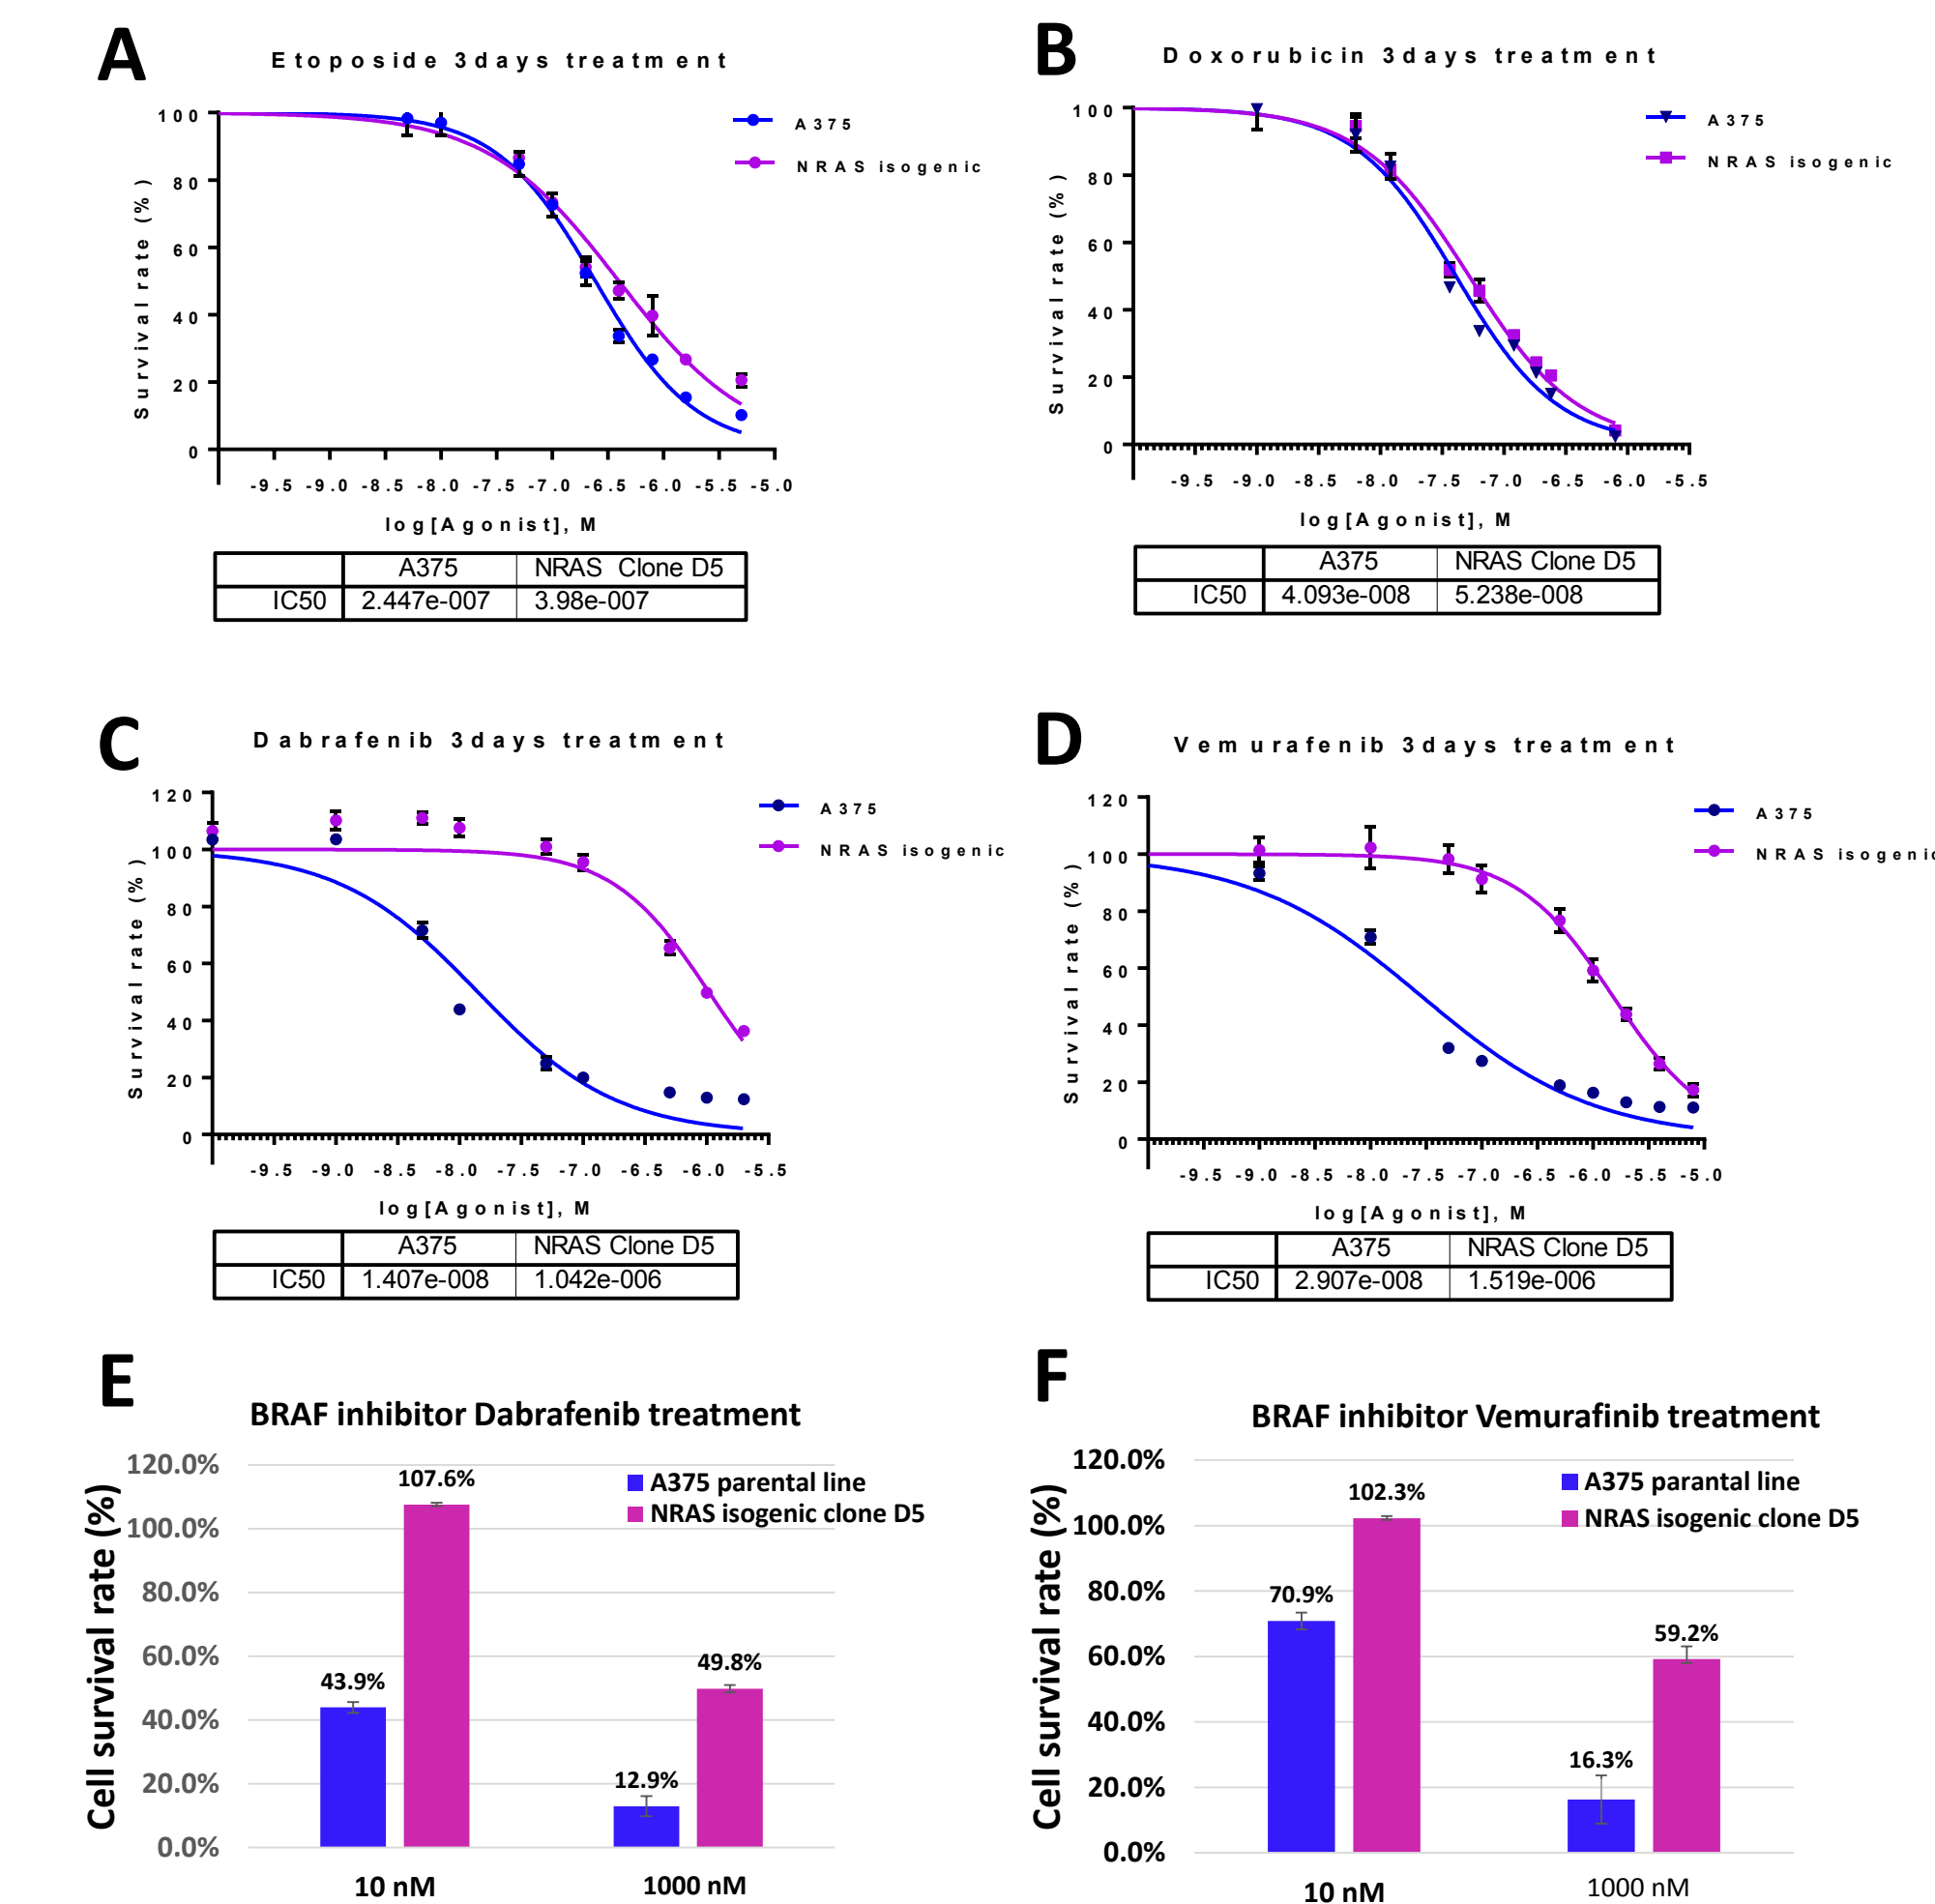 A
Etoposide 3days treatment
100
80
60
40
20
0
Survival rate (%)
A375
NRAS isogenic
-9.5 -9.0 -8.5 -8.0 -7.5 -7.0 -6.5 -6.0 -5.5 -5.0
log[Agonist], M
A375 NRAS Clone D5
IC50 2.447e-007 3.98e-007
B
Doxorubicin 3days treatment
100
80
60
40
20
0
Survival rate (%)
A375
NRAS isogenic
-9.5 -9.0 -8.5 -8.0 -7.5 -7.0 -6.5 -6.0 -5.5
log[Agonist], M
A375 NRAS Clone D5
IC50 4.093e-008 5.238e-008
C
Dabrafenib 3days treatment
120
100
80
60
40
20
0
Survival rate (%)
A375
NRAS isogenic
-9.5 -9.0 -8.5 -8.0 -7.5 -7.0 -6.5 -6.0 -5.5
log[Agonist], M
A375 NRAS Clone D5
IC50 1.407e-008 1.042e-006
D
Vemurafenib 3days treatment
120
100
80
60
40
20
0
Survival rate (%)
A375
NRAS isogenic
-9.5 -9.0 -8.5 -8.0 -7.5 -7.0 -6.5 -6.0 -5.5 -5.0
log[Agonist], M
A375 NRAS Clone D5
IC50 2.907e-008 1.519e-006
E
BRAF inhibitor Dabrafenib treatment
120.0%
100.0%
80.0%
60.0%
40.0%
20.0%
0.0%
Cell survival rate (%)
A375 parental line
NRAS isogenic clone D5
43.9%
107.6%
12.9%
49.8%
10 nM 1000 nM
F
BRAF inhibitor Vemurafinib treatment
120.0%
100.0%
80.0%
60.0%
40.0%
20.0%
0.0%
Cell survival rate (%)
A375 parantal line
NRAS isogenic clone D5
70.9%
102.3%
16.3%
59.2%
10 nM 1000 nM